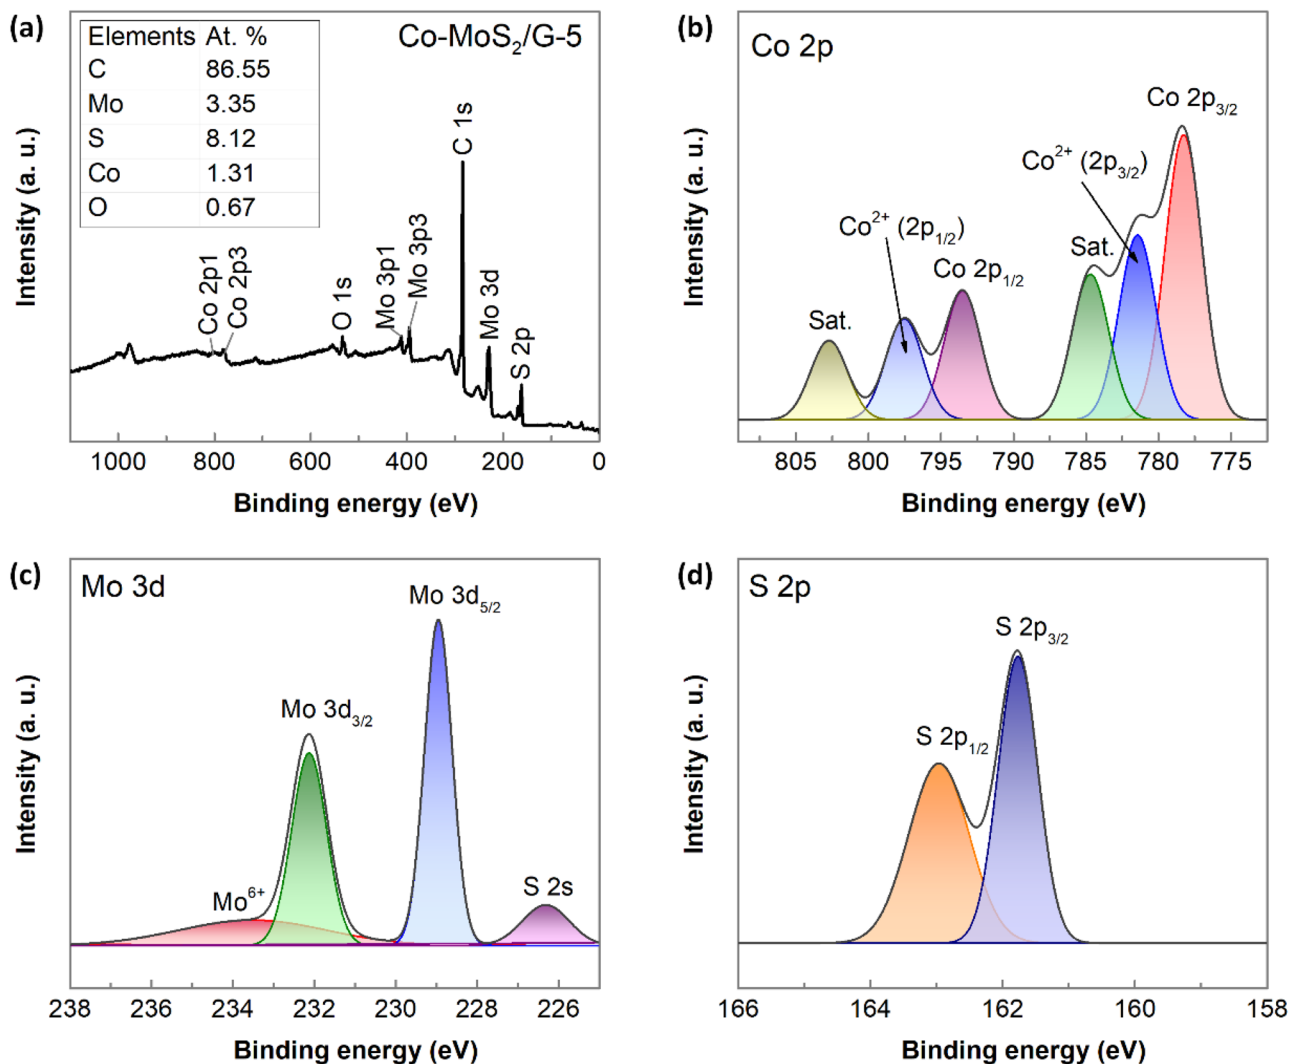 (a)
Elements At. %
C 86.55
Mo 3.35
S 8.12
Co 1.31
O 0.67
Co-MoS₂/G-5
Co 2p1
Co 2p3
O 1s
Mo 3p1
Mo 3p3
C 1s
Mo 3d
S 2p
Intensity (a. u.)
1000 800 600 400 200 0
Binding energy (eV)
(b)
Co 2p
Co 2p₃/₂
Co²⁺ (2p₃/₂)
Co²⁺ (2p₁/₂)
Sat.
Co 2p₁/₂
Sat.
Intensity (a. u.)
805 800 795 790 785 780 775
Binding energy (eV)
(c)
Mo 3d
Mo 3d₅/₂
Mo 3d₃/₂
Mo⁶⁺
S 2s
Intensity (a. u.)
238 236 234 232 230 228 226
Binding energy (eV)
(d)
S 2p
S 2p₃/₂
S 2p₁/₂
Intensity (a. u.)
166 164 162 160 158
Binding energy (eV)